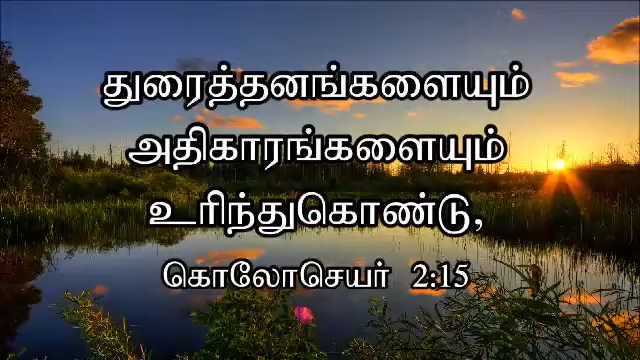 துரைத்தனங்களையும்
அதிகாரங்களையும்
உரிந்துகொண்டு,
கொலோசெயர் 2:15